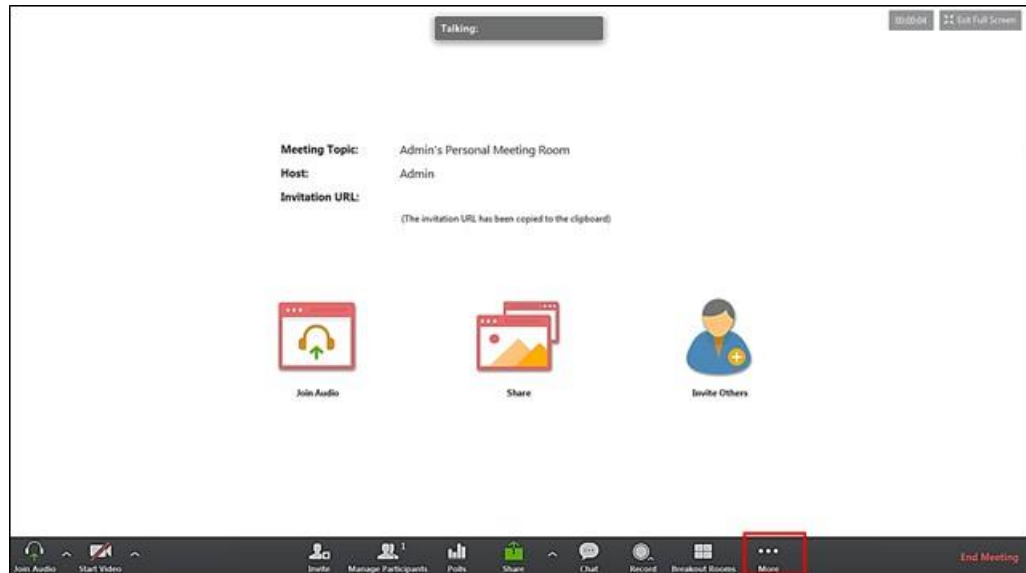 Talking:
00:00:04
Exit Full Screen
Meeting Topic: Admin's Personal Meeting Room
Host: Admin
Invitation URL:
(The invitation URL has been copied to the clipboard)
Join Audio Share Invite Others
1
Join Audio Start Video Invite Manage Participants Polls Share Chat Record Breakout Rooms More End Meeting